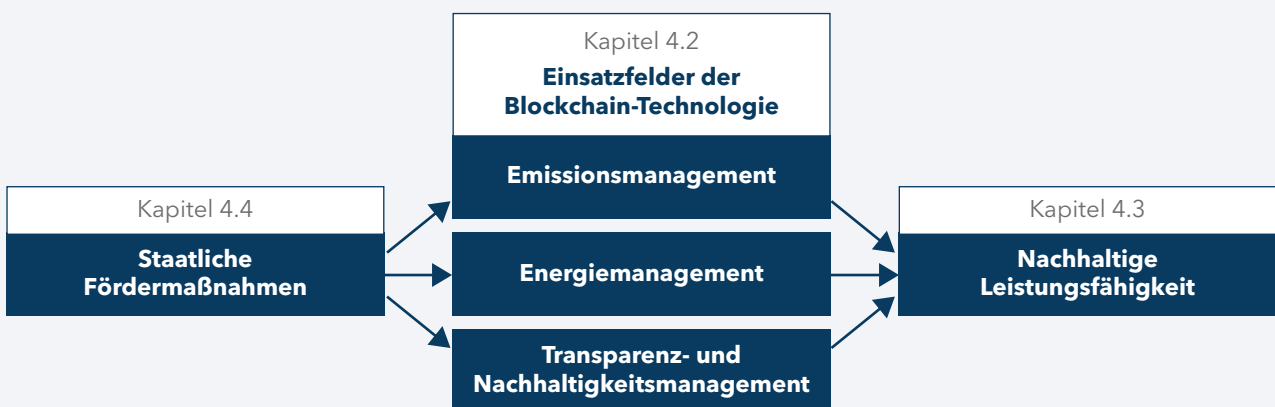 Kapitel 4.2
Einsatzfelder der
Blockchain-Technologie
Emissionsmanagement
Kapitel 4.4
Staatliche
Fördermaßnahmen
Energiemanagement
Kapitel 4.3
Nachhaltige
Leistungsfähigkeit
Transparenz- und
Nachhaltigkeitsmanagement